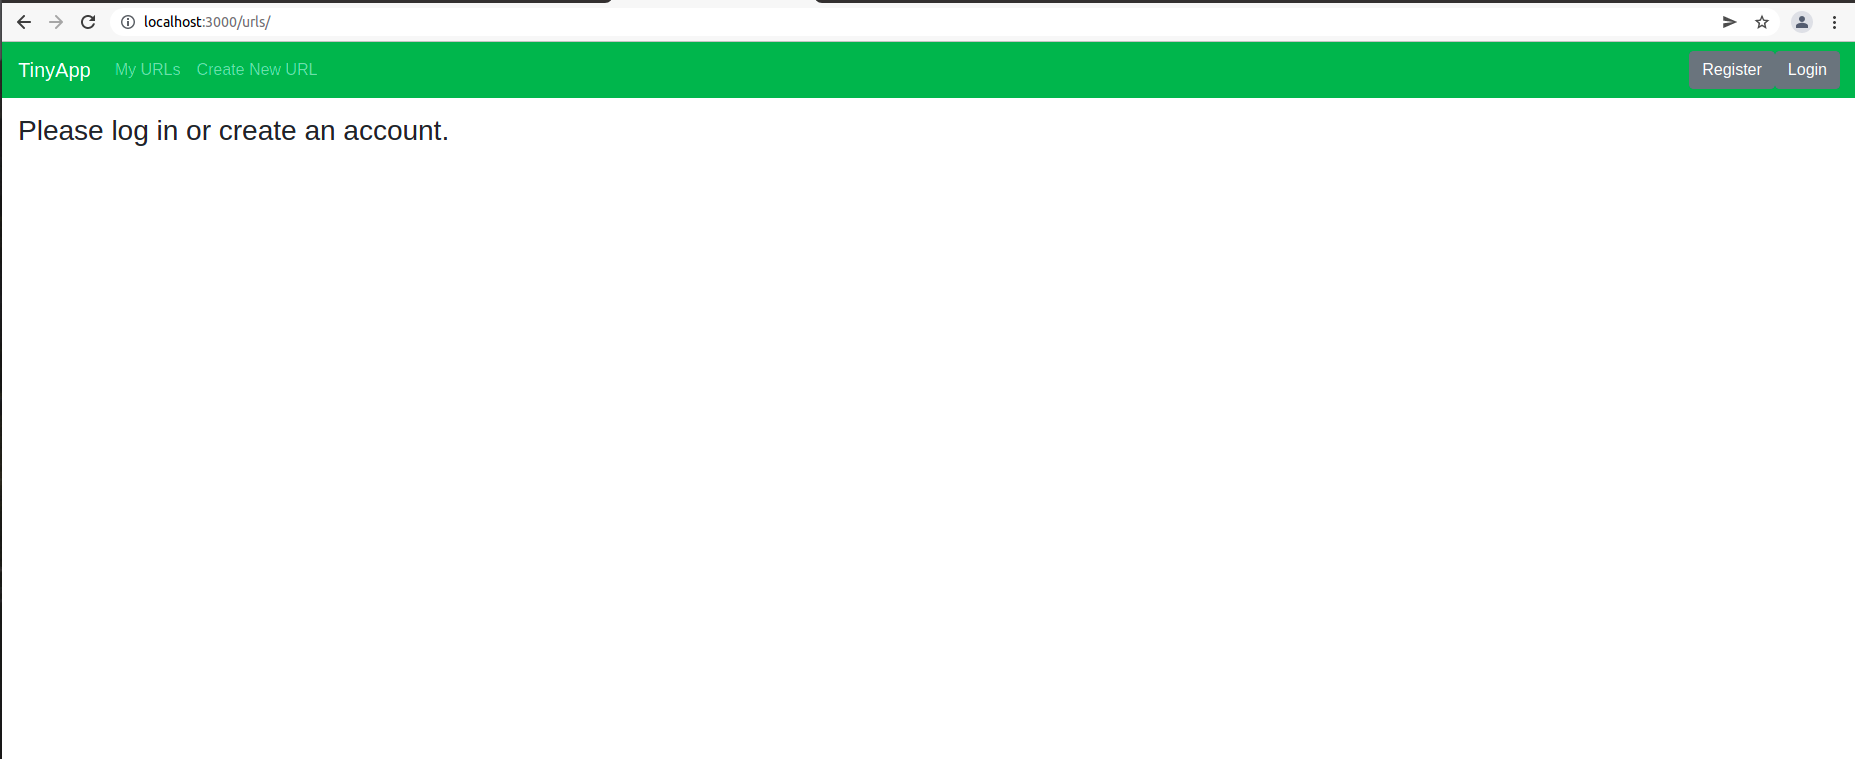 localhost:3000/urls/
TinyApp My URLs Create New URL Register Login
Please log in or create an account.